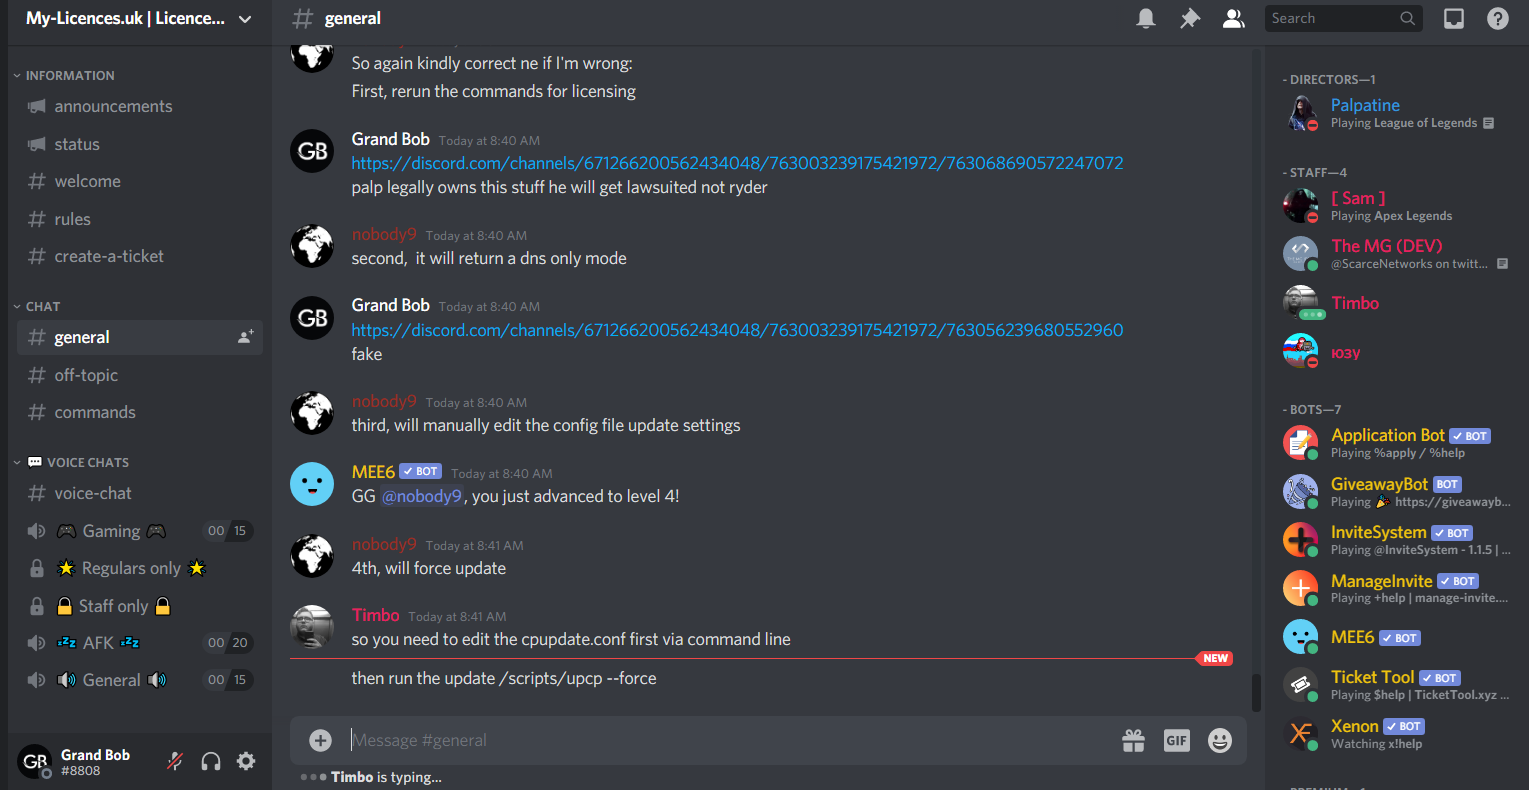 My-Licences.uk | Licence...
INFORMATION
announcements
status
welcome
rules
create-a-ticket
CHAT
general
off-topic
commands
VOICE CHATS
voice-chat
Gaming
00 15
Regulars only
Staff only
AFK
00 20
General
00 15
GB
Grand Bob
#8808
general
So again kindly correct ne if I'm wrong:
First, rerun the commands for licensing
GB
Grand Bob Today at 8:40 AM
https://discord.com/channels/671266200562434048/763003239175421972/763068690572247072
palp legally owns this stuff he will get lawsuited not ryder
nobody9 Today at 8:40 AM
second, it will return a dns only mode
GB
Grand Bob Today at 8:40 AM
https://discord.com/channels/671266200562434048/763003239175421972/763056239680552960
fake
nobody9 Today at 8:40 AM
third, will manually edit the config file update settings
MEE6 BOT Today at 8:40 AM
GG @nobody9, you just advanced to level 4!
nobody9 Today at 8:41 AM
4th, will force update
Timbo Today at 8:41 AM
so you need to edit the cpupdate.conf first via command line
NEW
then run the update /scripts/upcp --force
Message #general
GIF
Timbo is typing...
Search
- DIRECTORS—1
Palpatine
Playing League of Legends
- STAFF—4
[ Sam ]
Playing Apex Legends
The MG (DEV)
@ScarceNetworks on twitt...
Timbo
юзу
- BOTS—7
Application Bot BOT
Playing %apply / %help
GiveawayBot BOT
Playing 🎉 https://giveawayb...
InviteSystem BOT
Playing @InviteSystem - 1.1.5 | ...
ManageInvite BOT
Playing +help | manage-invite....
MEE6 BOT
Ticket Tool BOT
Playing $help | TicketTool.xyz ...
Xenon BOT
Watching x!help